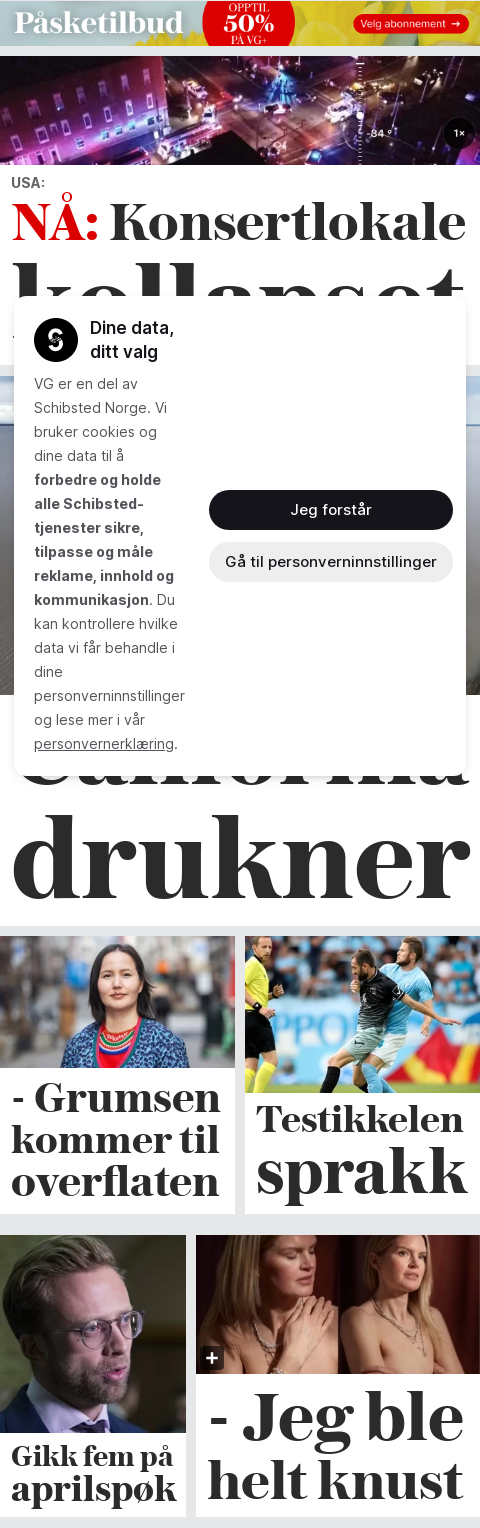 Påsketilbud
OPPTIL
50%
PÅ VG+
Velg abonnement →
-84 °
1×
USA:
NÅ: Konsertlokale
kollapset
Dine data,
ditt valg
VG er en del av
Schibsted Norge. Vi
bruker cookies og
dine data til å
forbedre og holde
alle Schibsted-
tjenester sikre,
tilpasse og måle
reklame, innhold og
kommunikasjon. Du
kan kontrollere hvilke
data vi får behandle i
dine
personverninnstillinger
og lese mer i vår
personvernerklæring.
Jeg forstår
Gå til personverninnstillinger
California
drukner
- Grumsen
kommer til
overflaten
Testikkelen
sprakk
Gikk fem på
aprilspøk
- Jeg ble
helt knust